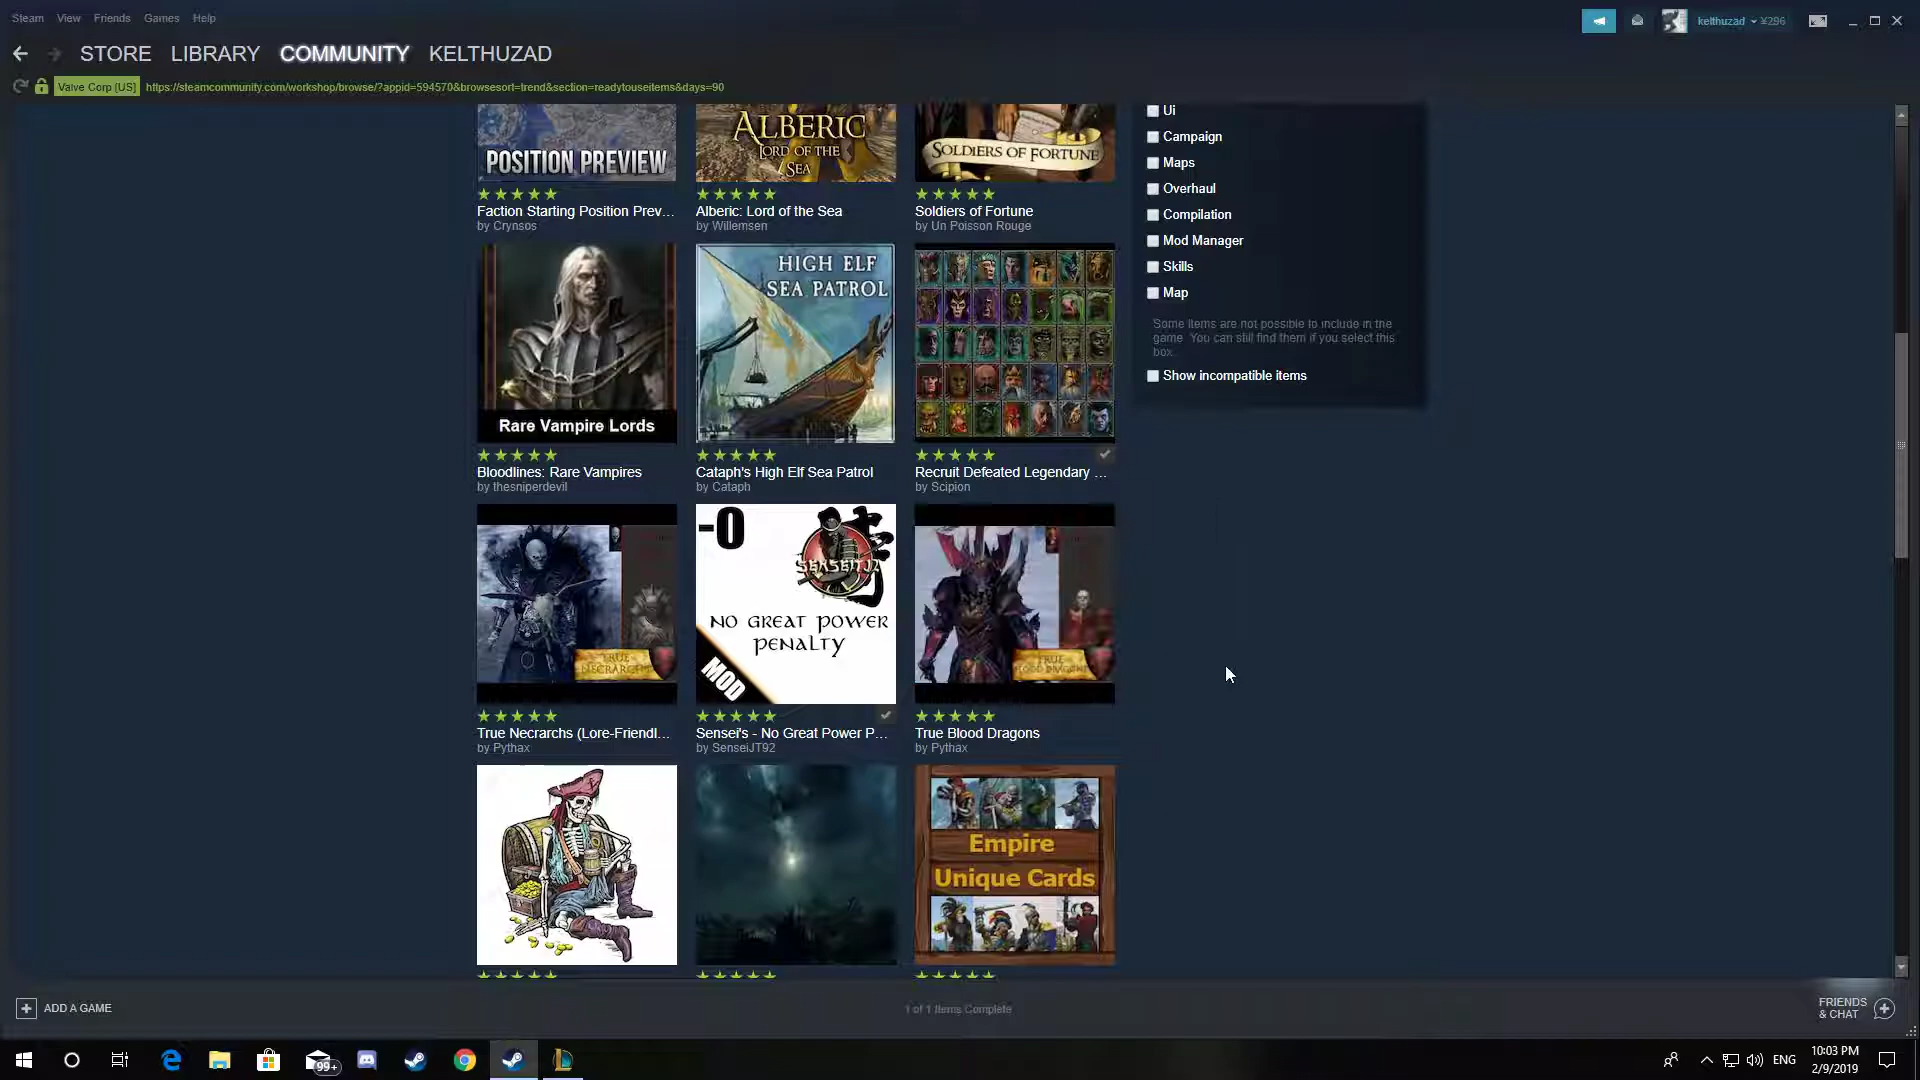 Steam View Friends Games Help
kelthuzad ¥296
STORE LIBRARY COMMUNITY KELTHUZAD
Valve Corp [US] https://steamcommunity.com/workshop/browse/?appid=594570&browsesort=trend&section=readytouseitems&days=90
POSITION PREVIEW
ALBERIC
LORD OF THE
SEA
SOLDIERS OF FORTUNE
Faction Starting Position Prev...
by Crynsos
Alberic: Lord of the Sea
by Willemsen
Soldiers of Fortune
by Un Poisson Rouge
Rare Vampire Lords
HIGH ELF
SEA PATROL
Bloodlines: Rare Vampires
by thesniperdevil
Cataph's High Elf Sea Patrol
by Cataph
Recruit Defeated Legendary ...
by Scipion
TRUE
NECRARCHS
-0
SENSEITJ2
NO GREAT POWER
PENALTY
MOD
TRUE
BLOOD DRAGONS
True Necrarchs (Lore-Friendl...
by Pythax
Sensei's - No Great Power P...
by SenseiJT92
True Blood Dragons
by Pythax
Empire
Unique Cards
Ui
Campaign
Maps
Overhaul
Compilation
Mod Manager
Skills
Map
Some items are not possible to include in the
game. You can still find them if you select this
box.
Show incompatible items
ADD A GAME
1 of 1 Items Complete
FRIENDS
& CHAT
99+
ENG
10:03 PM
2/9/2019